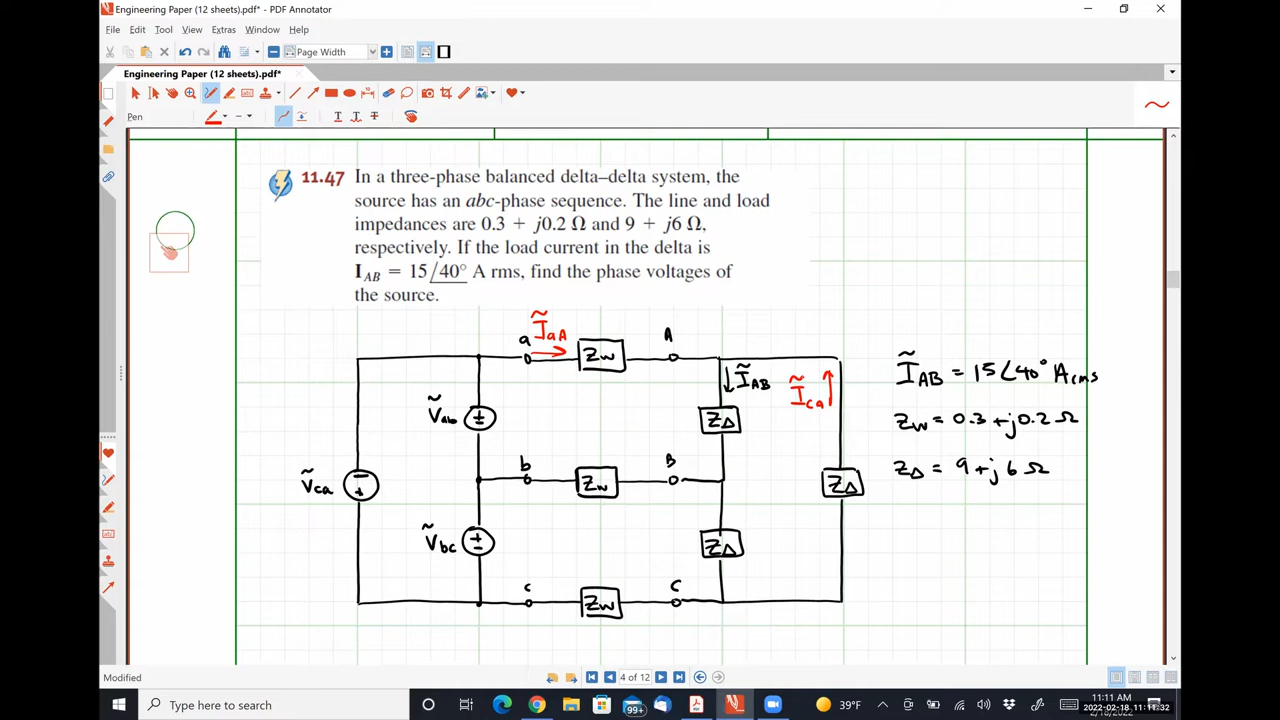 Engineering Paper (12 sheets).pdf* - PDF Annotator
File Edit Tool Document Extras Window Help
Page Width
Engineering Paper (12 sheets).pdf*
Pen
11.47 In a three-phase balanced delta–delta system, the
source has an abc-phase sequence. The line and load
impedances are 0.3 + j0.2 Ω and 9 + j6 Ω,
respectively. If the load current in the delta is
I_AB = 15/40° A rms, find the phase voltages of
the source.
a Ĩ_aA Z_W A
Ĩ_AB = 15∠40° A_rms
Ṽ_ab Ĩ_AB Z_Δ Ĩ_ca
Z_W = 0.3 + j0.2 Ω
Z_Δ = 9 + j6 Ω
Ṽ_ca b Z_W B Z_Δ
Ṽ_bc Z_Δ
c Z_W C
Modified
4 of 12
Type here to search
99+
39°F
11:11 AM
2022-02-18 11:11:32